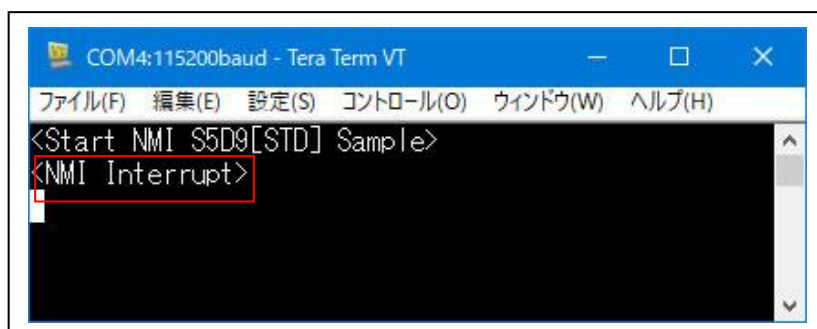 COM4:115200baud - Tera Term VT
ファイル(F) 編集(E) 設定(S) コントロール(O) ウィンドウ(W) ヘルプ(H)
<Start NMI S5D9[STD] Sample>
<NMI Interrupt>